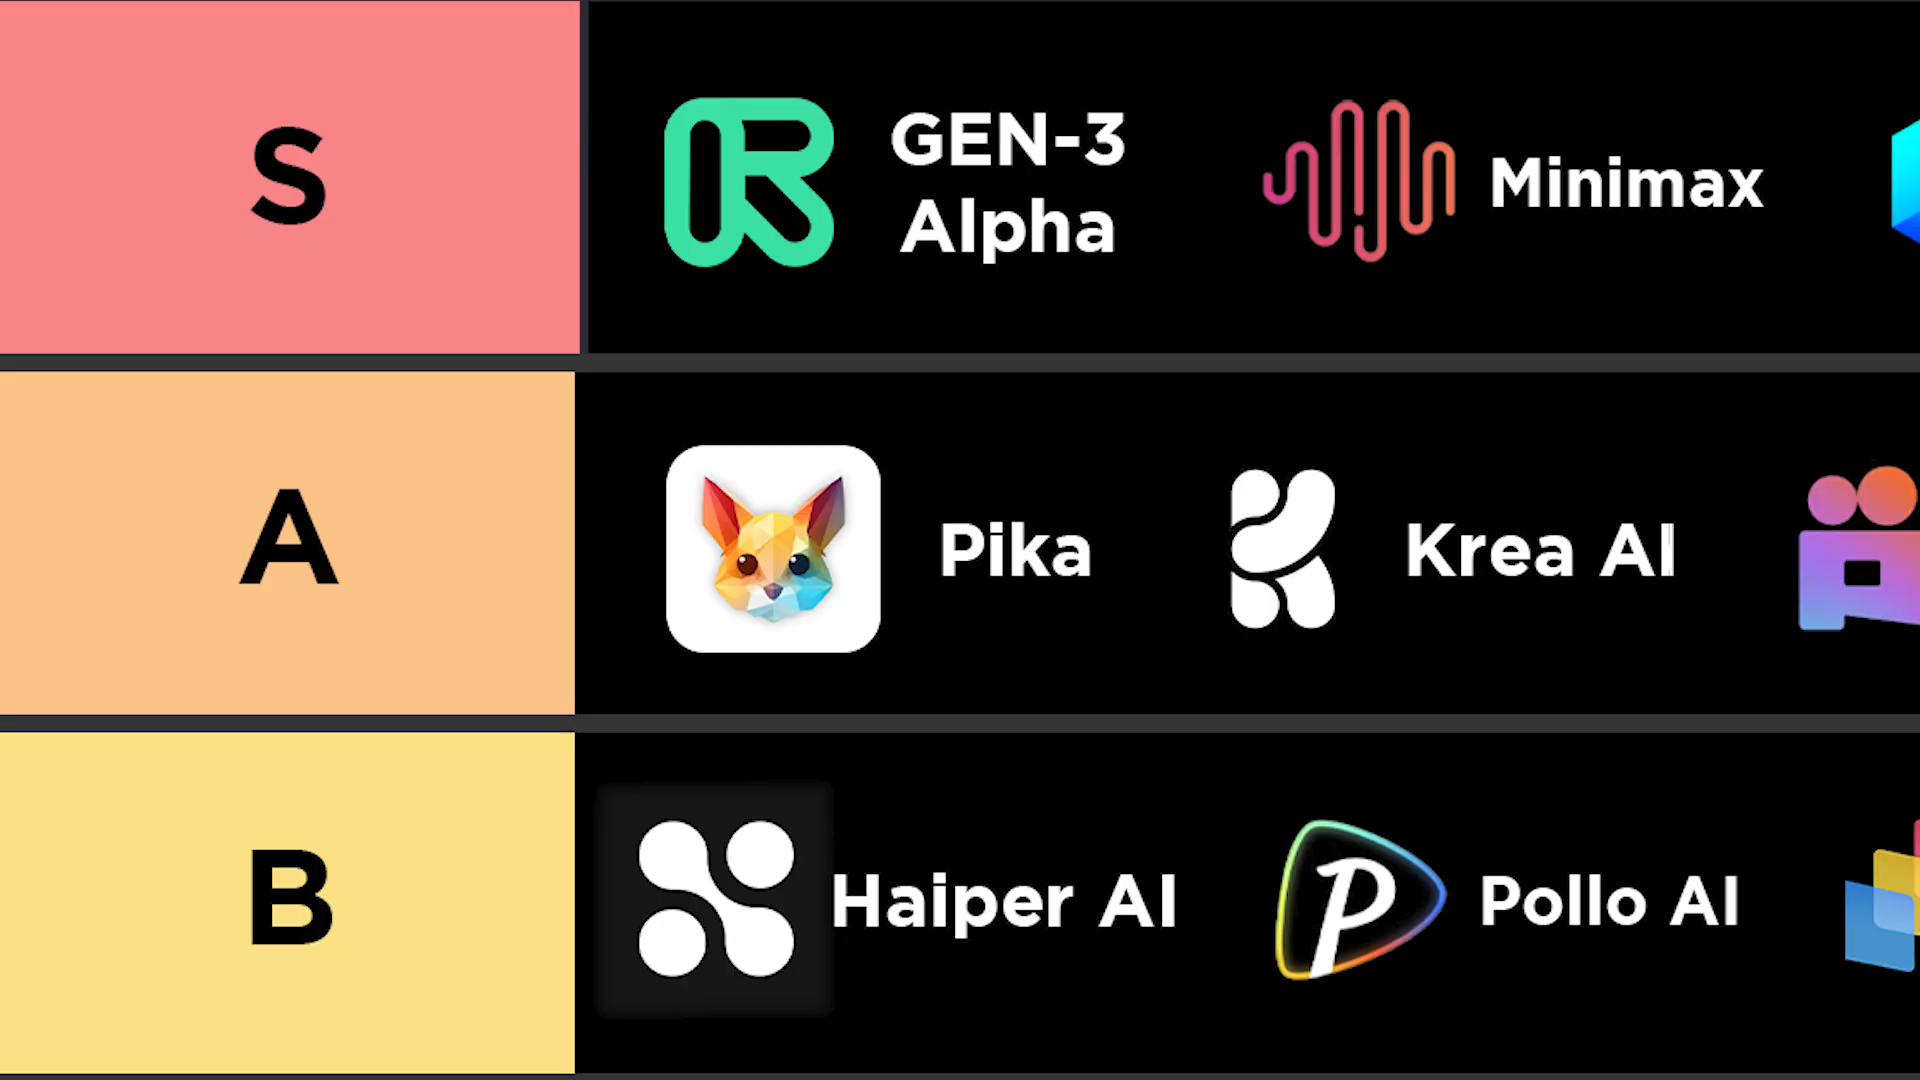 S
GEN-3
Alpha
Minimax
A
Pika
Krea AI
B
Haiper AI
Pollo AI